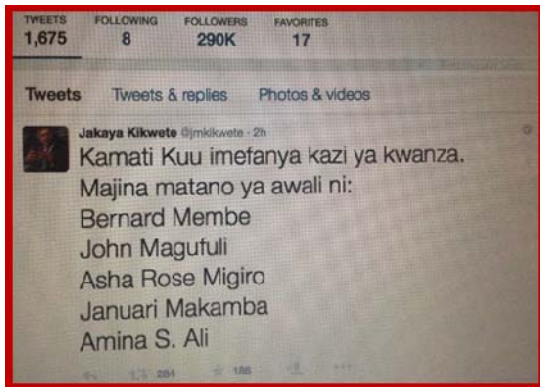 TWEETS FOLLOWING FOLLOWERS FAVORITES
1,675 8 290K 17
Tweets Tweets & replies Photos & videos
Jakaya Kikwete @jmkikwete · 2h
Kamati Kuu imefanya kazi ya kwanza.
Majina matano ya awali ni:
Bernard Membe
John Magufuli
Asha Rose Migiro
Januari Makamba
Amina S. Ali
284 186